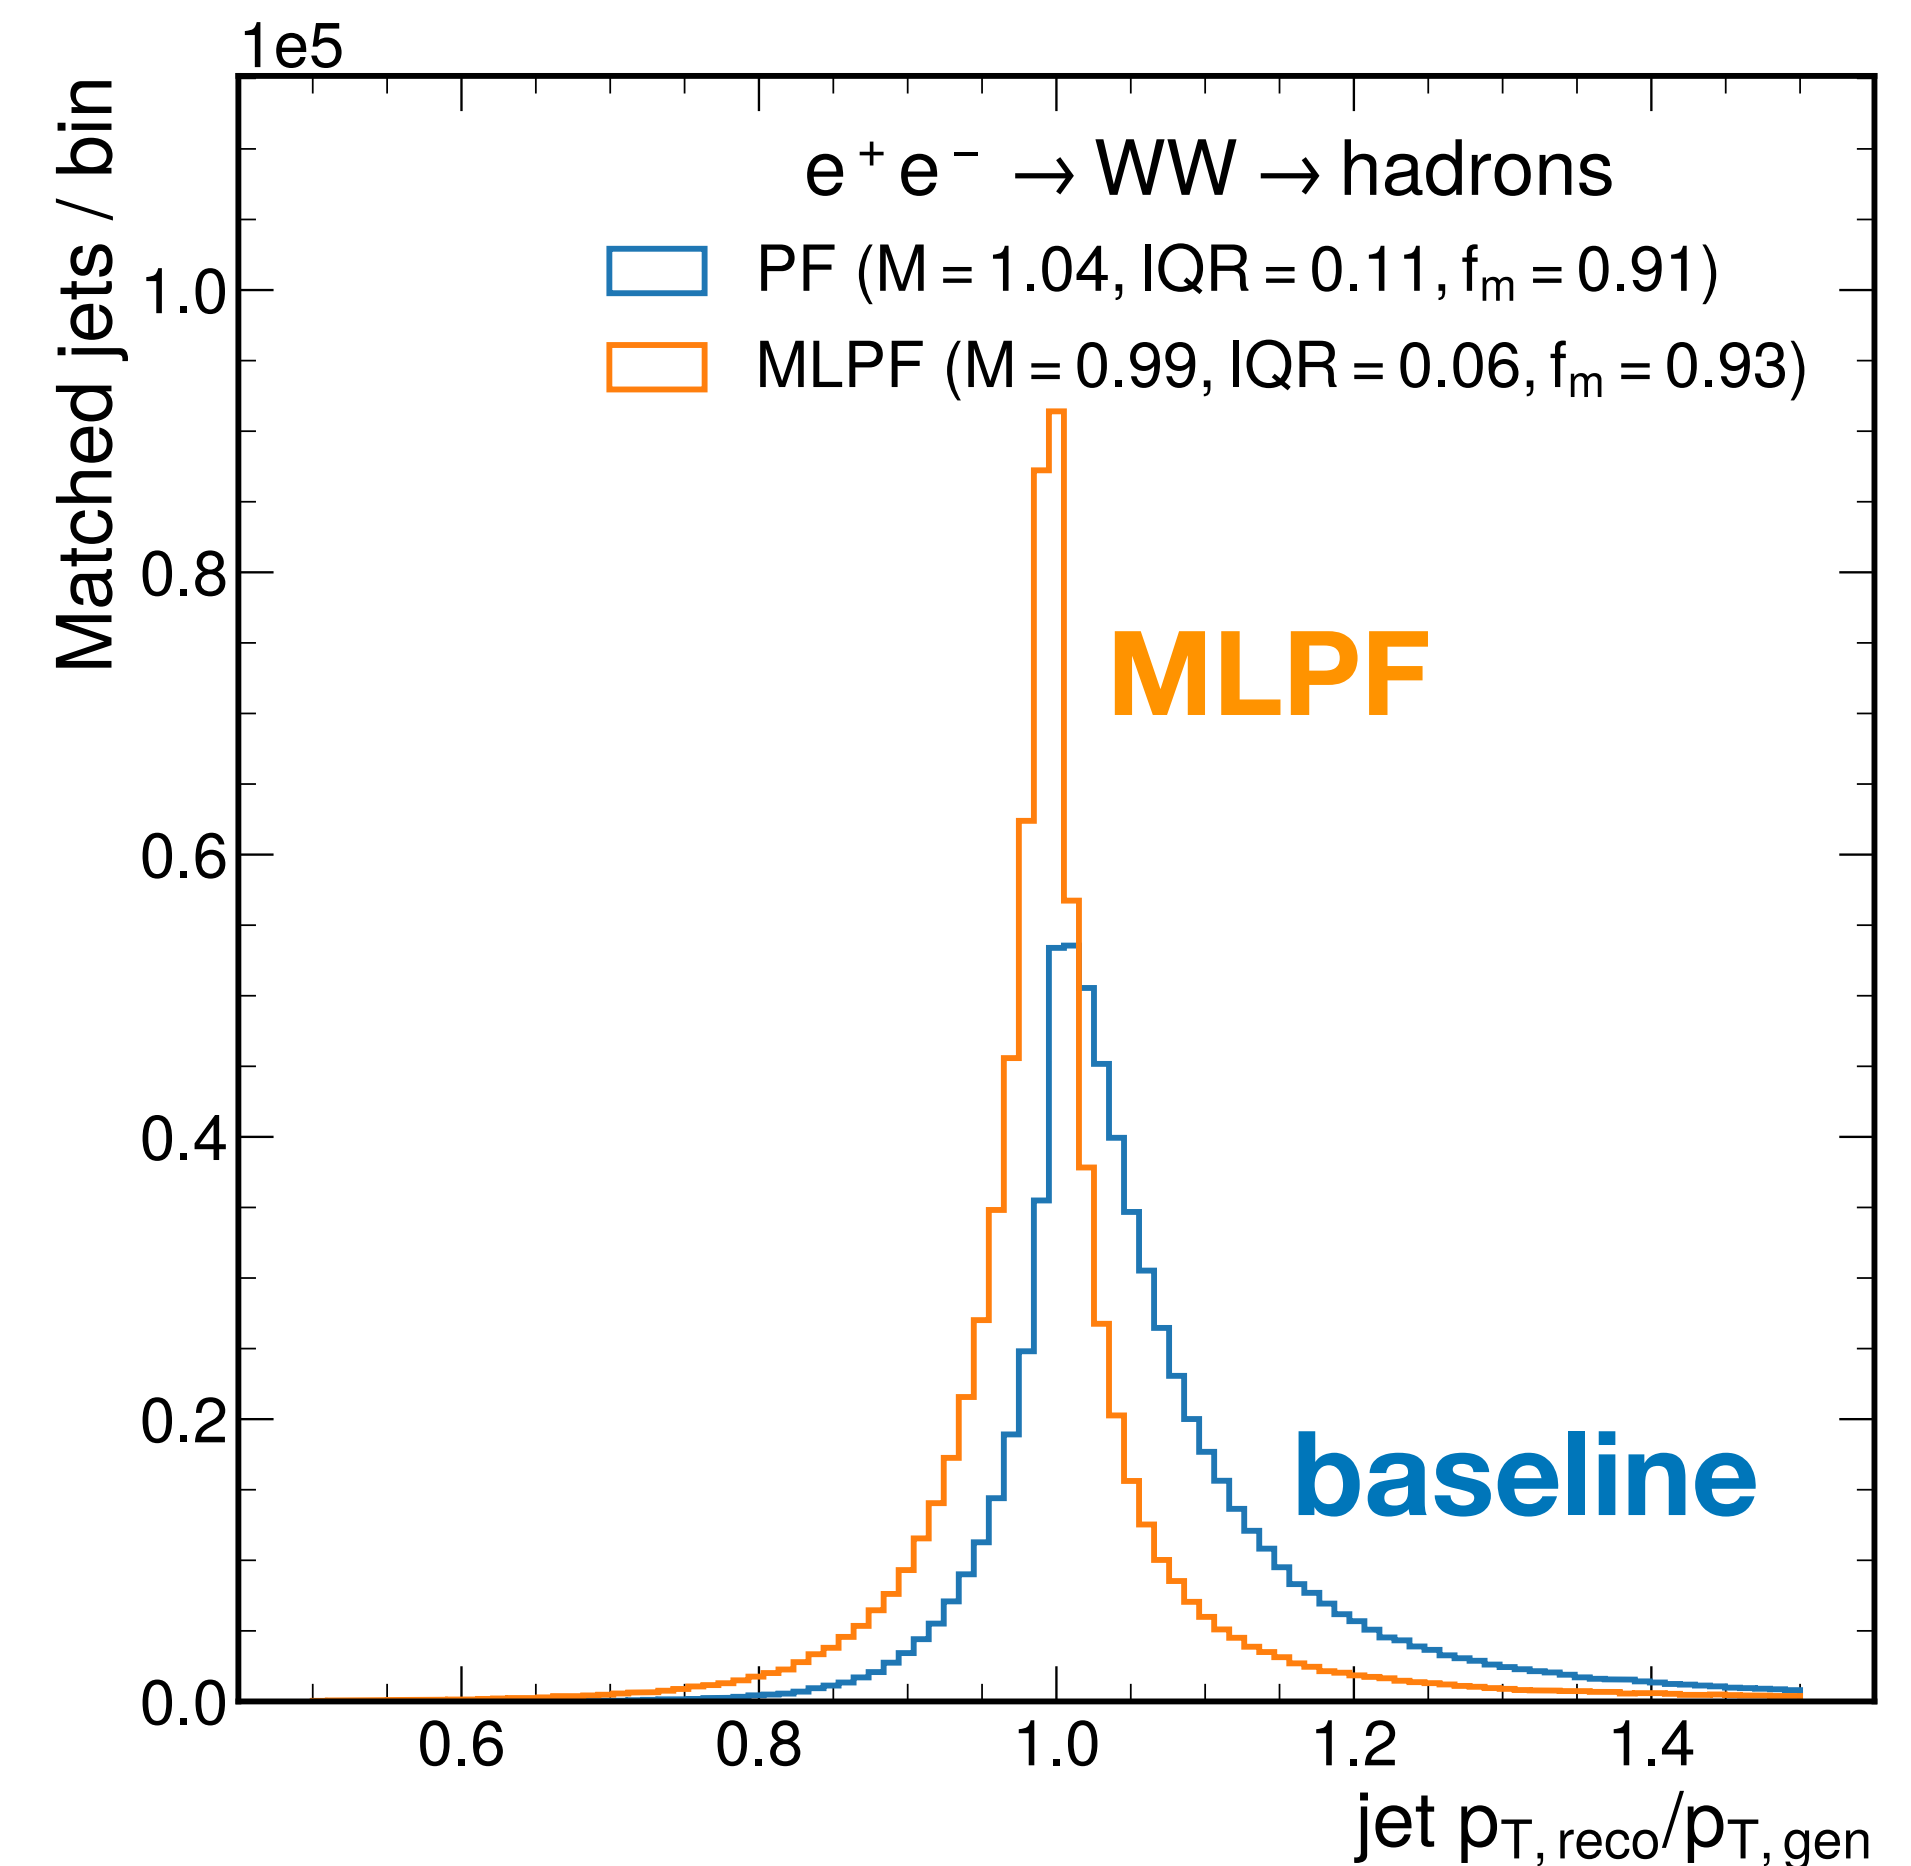 1e5
Matched jets / bin
e⁺e⁻ → WW → hadrons
PF (M = 1.04, IQR = 0.11, fₘ = 0.91)
MLPF (M = 0.99, IQR = 0.06, fₘ = 0.93)
1.0
0.8
MLPF
0.6
0.4
0.2
baseline
0.0
0.6 0.8 1.0 1.2 1.4
jet p_T, reco/p_T, gen